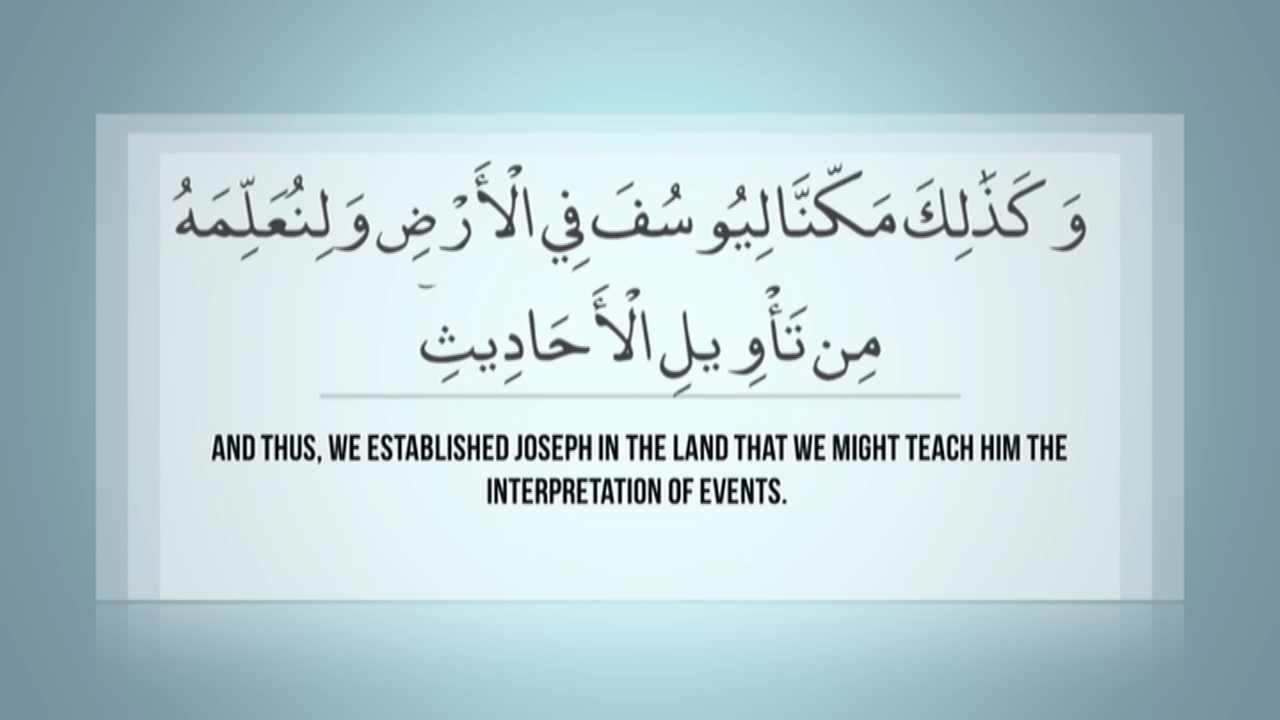 وَكَذَٰلِكَ مَكَّنَّا لِيُوسُفَ فِي الْأَرْضِ وَلِنُعَلِّمَهُ
مِن تَأْوِيلِ الْأَحَادِيثِ
AND THUS, WE ESTABLISHED JOSEPH IN THE LAND THAT WE MIGHT TEACH HIM THE
INTERPRETATION OF EVENTS.